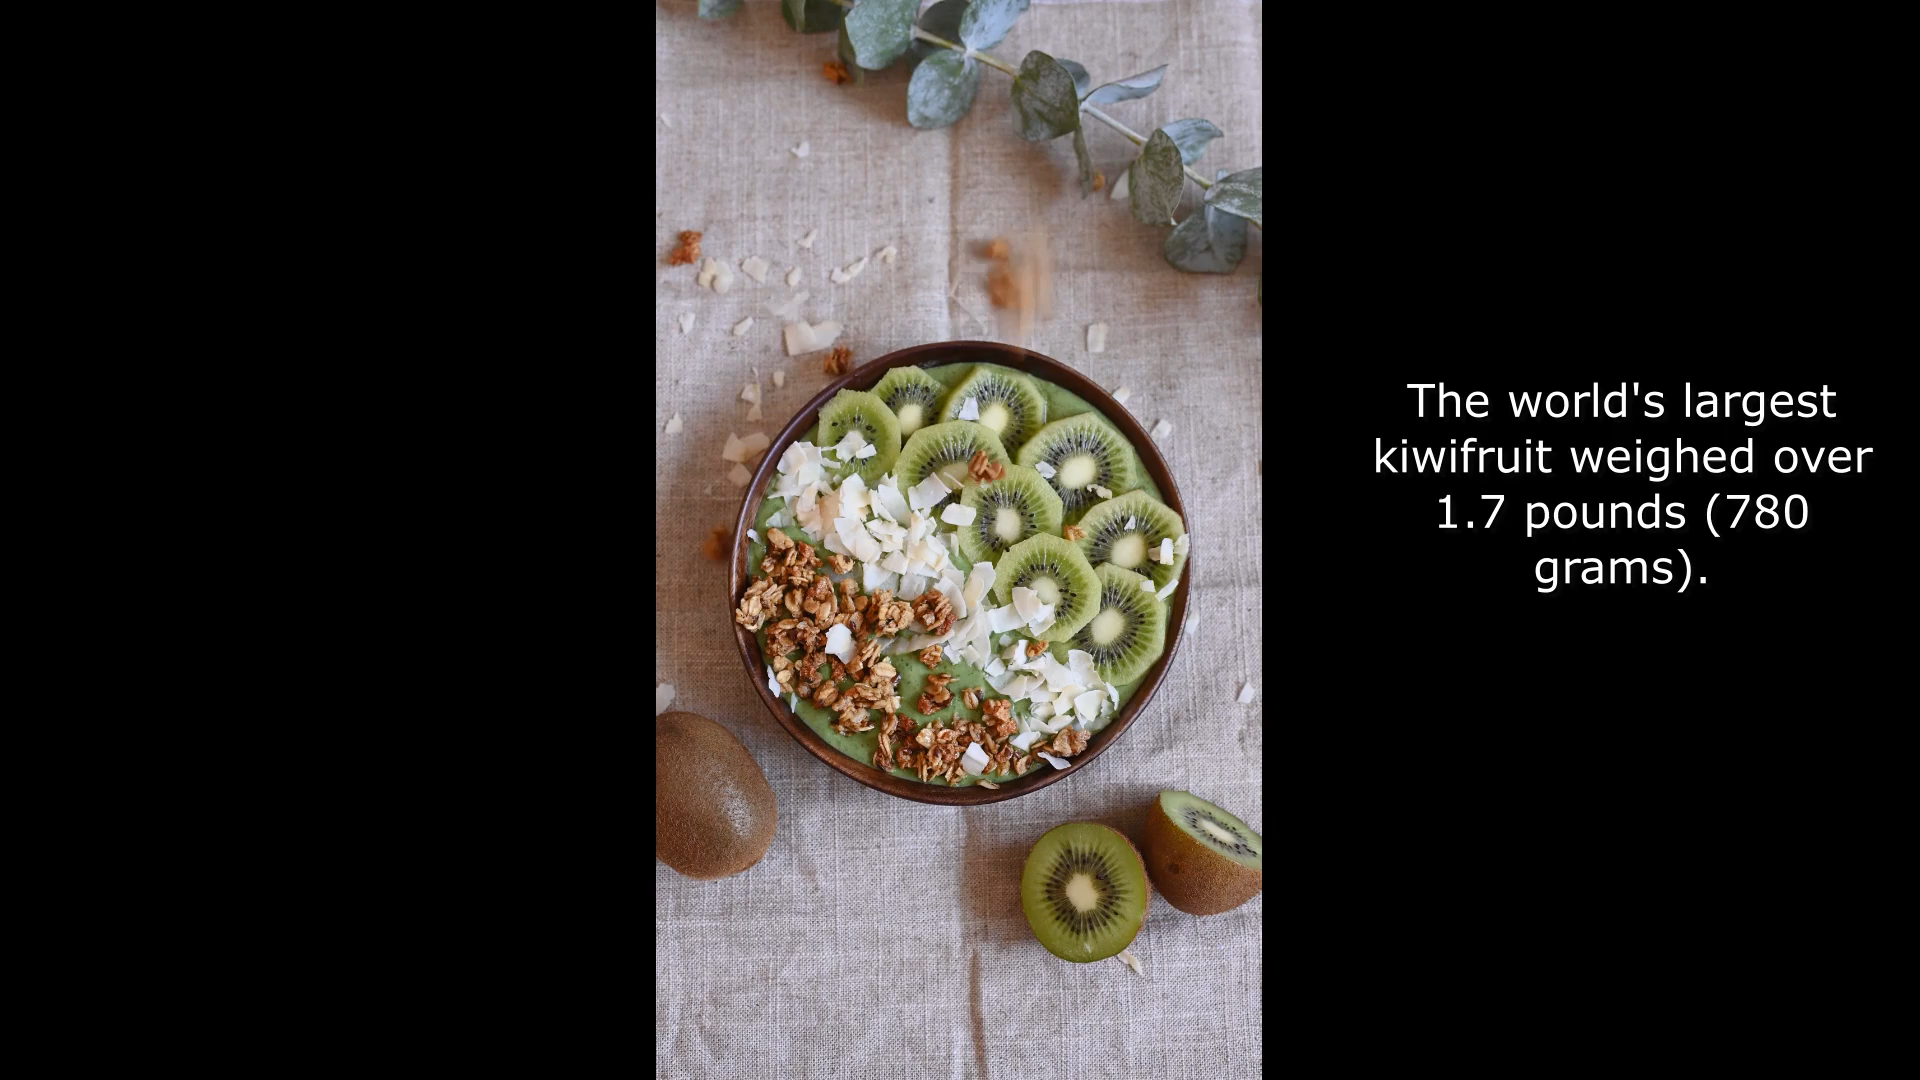 The world's largest
kiwifruit weighed over
1.7 pounds (780
grams).